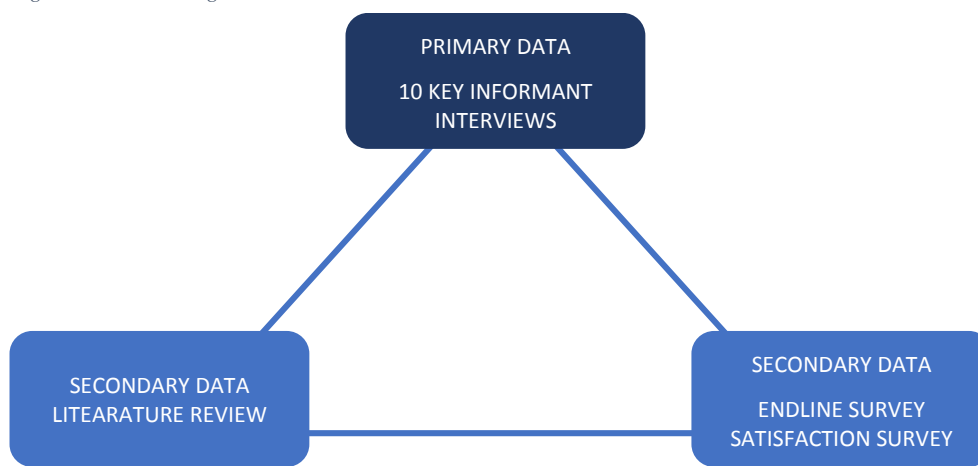 PRIMARY DATA
10 KEY INFORMANT
INTERVIEWS
SECONDARY DATA
LITEARATURE REVIEW
SECONDARY DATA
ENDLINE SURVEY
SATISFACTION SURVEY